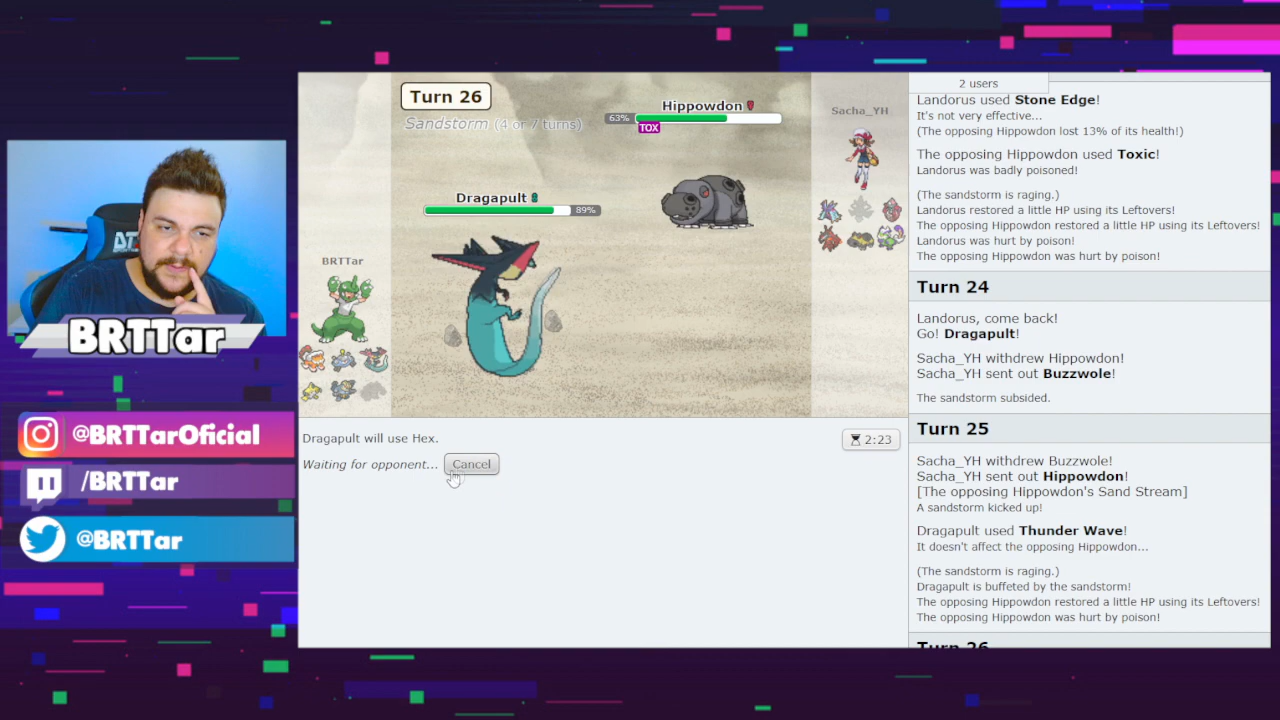 BRTTar
@BRTTarOficial
/BRTTar
@BRTTar
Turn 26
Sandstorm (4 or 7 turns)
Hippowdon
63%
TOX
Dragapult
89%
BRTTar
Sacha_YH
Dragapult will use Hex.
Waiting for opponent... Cancel
2:23
2 users
Landorus used Stone Edge!
It's not very effective...
(The opposing Hippowdon lost 13% of its health!)
The opposing Hippowdon used Toxic!
Landorus was badly poisoned!
(The sandstorm is raging.)
Landorus restored a little HP using its Leftovers!
The opposing Hippowdon restored a little HP using its Leftovers!
Landorus was hurt by poison!
The opposing Hippowdon was hurt by poison!
Turn 24
Landorus, come back!
Go! Dragapult!
Sacha_YH withdrew Hippowdon!
Sacha_YH sent out Buzzwole!
The sandstorm subsided.
Turn 25
Sacha_YH withdrew Buzzwole!
Sacha_YH sent out Hippowdon!
[The opposing Hippowdon's Sand Stream]
A sandstorm kicked up!
Dragapult used Thunder Wave!
It doesn't affect the opposing Hippowdon...
(The sandstorm is raging.)
Dragapult is buffeted by the sandstorm!
The opposing Hippowdon restored a little HP using its Leftovers!
The opposing Hippowdon was hurt by poison!
Turn 26